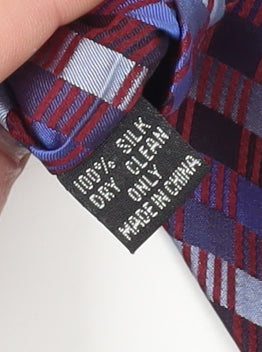 100% SILK
DRY CLEAN
ONLY
MADE IN CHINA